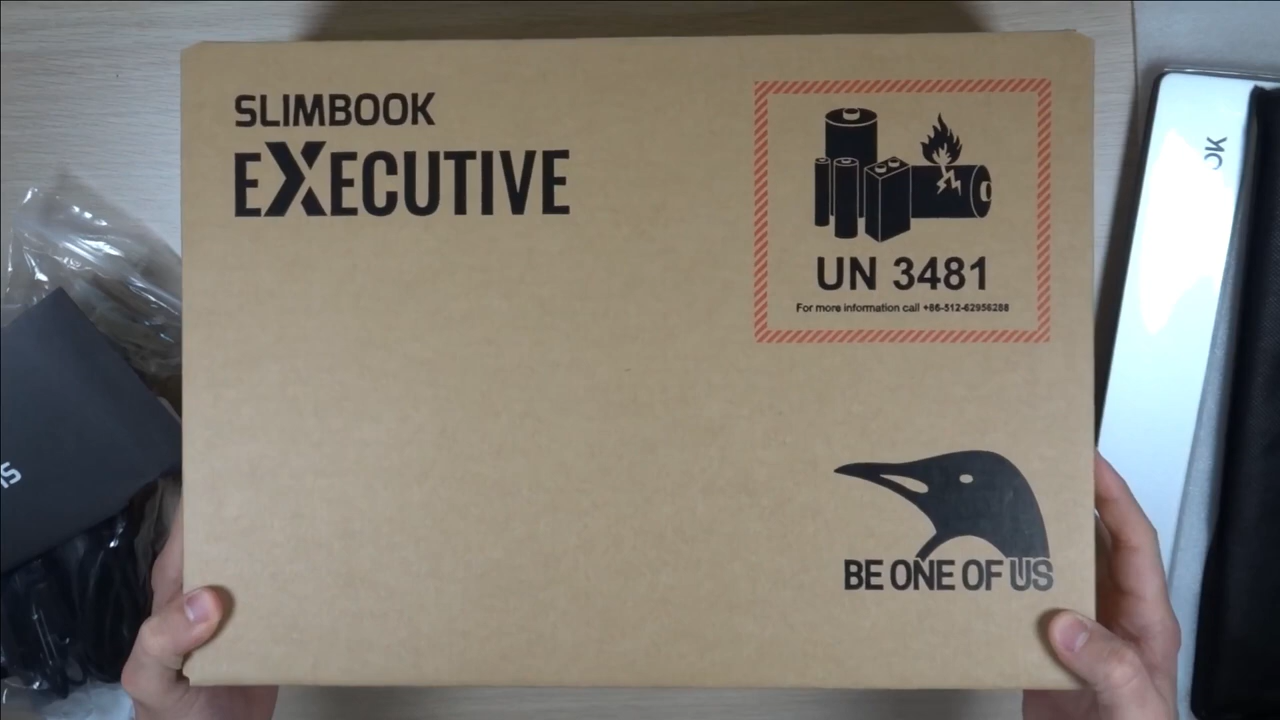 SLIMBOOK
EXECUTIVE
UN 3481
For more information call +86-512-62956288
BE ONE OF US